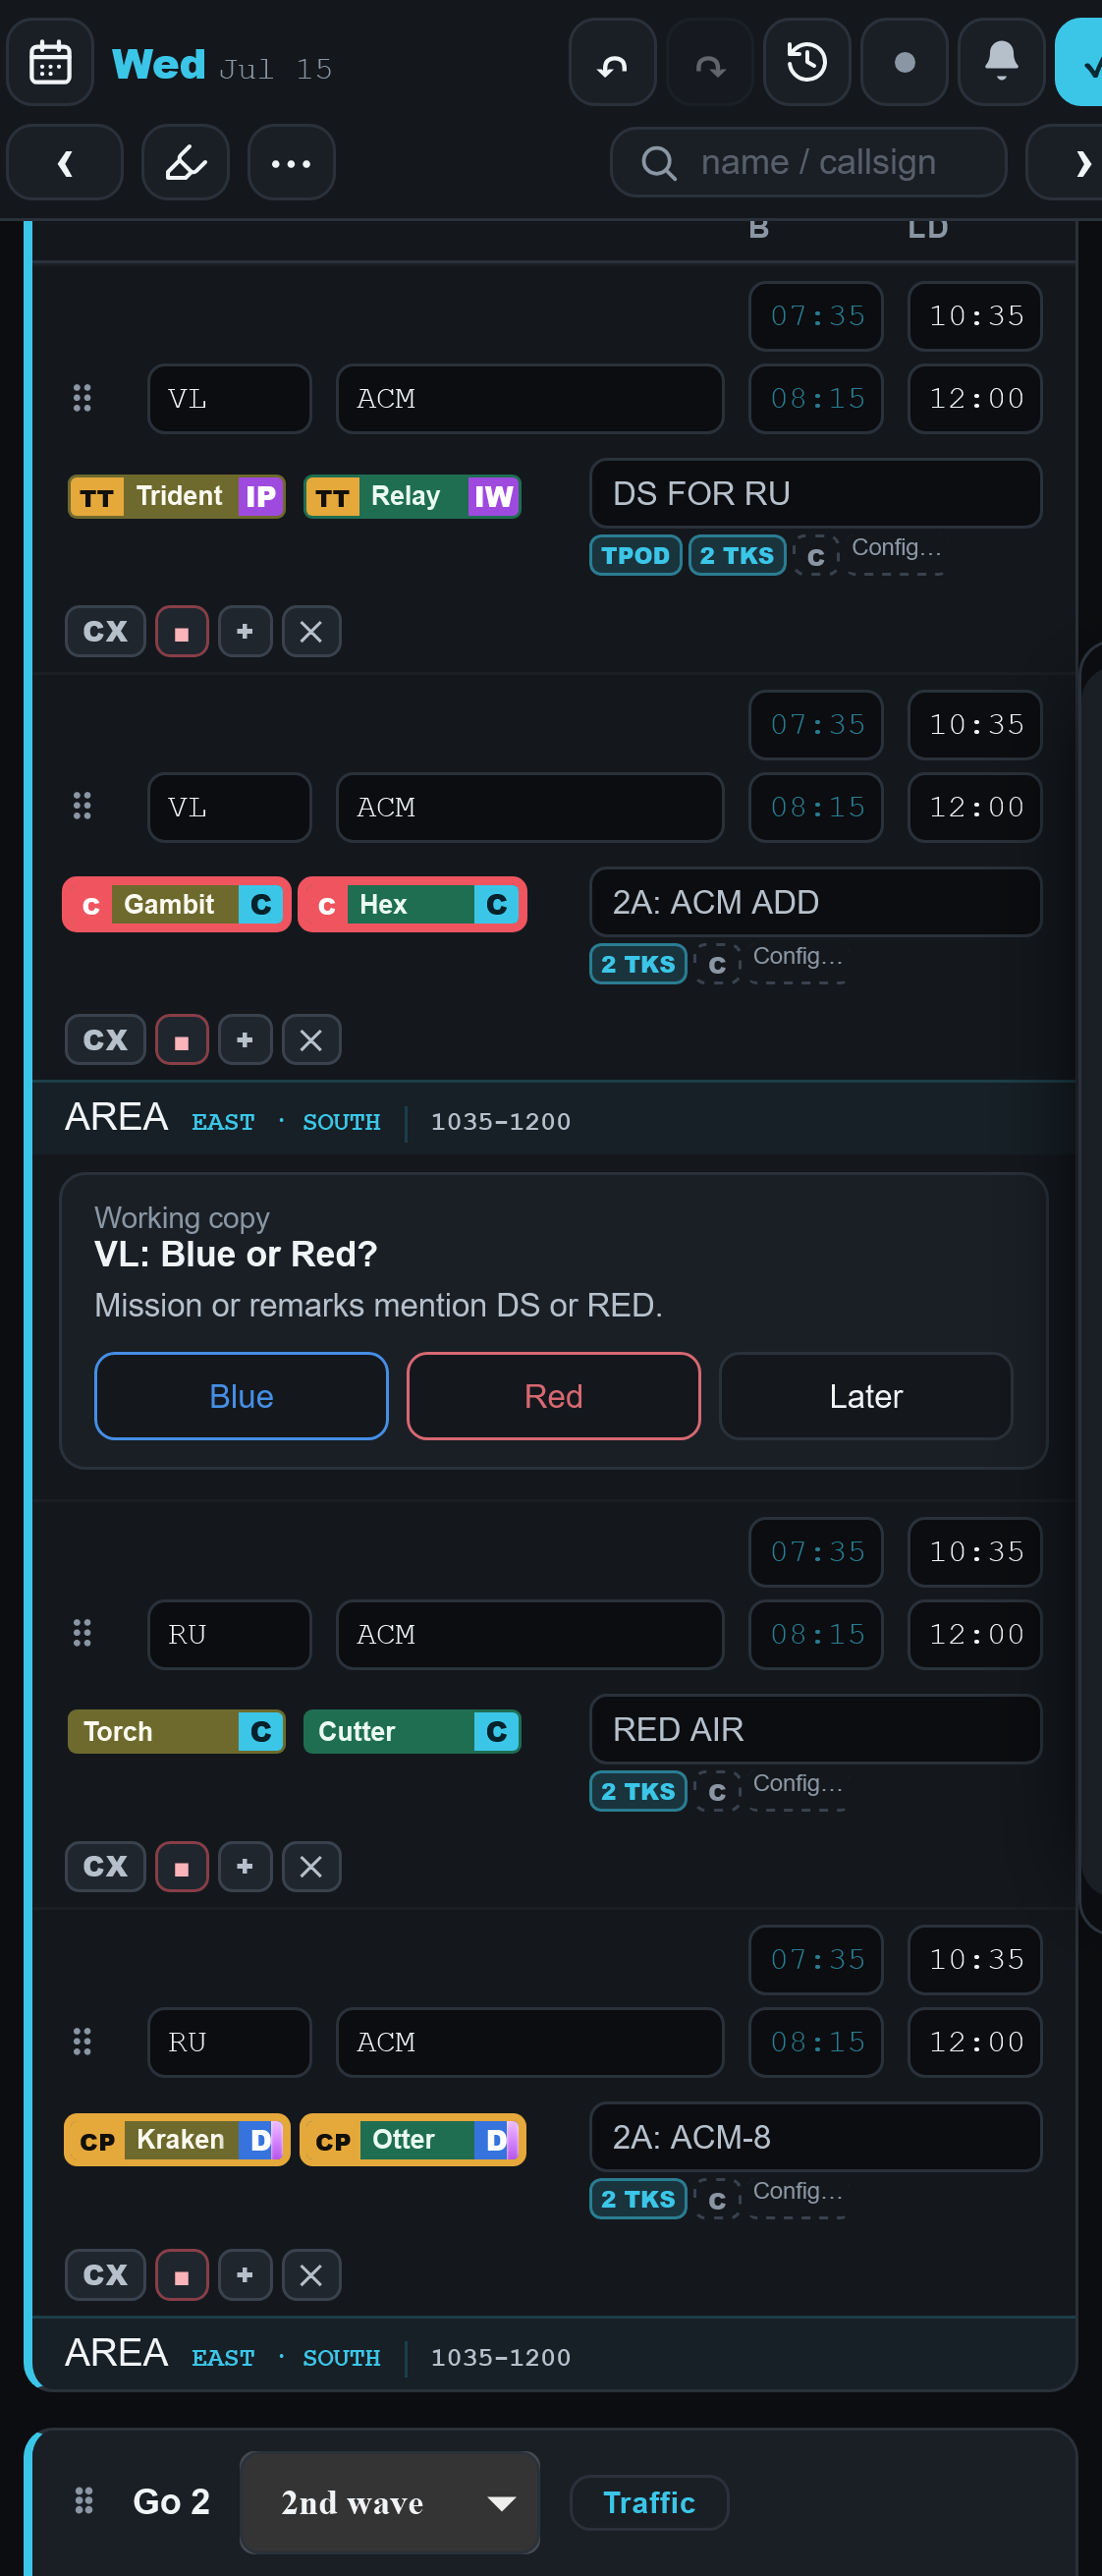 Wed Jul 15
name / callsign
B LD
07:35 10:35
VL ACM 08:15 12:00
TT Trident IP TT Relay IW DS FOR RU
TPOD 2 TKS C Config...
CX +
07:35 10:35
VL ACM 08:15 12:00
C Gambit C C Hex C 2A: ACM ADD
2 TKS C Config...
CX +
AREA EAST · SOUTH 1035–1200
Working copy
VL: Blue or Red?
Mission or remarks mention DS or RED.
Blue Red Later
07:35 10:35
RU ACM 08:15 12:00
Torch C Cutter C RED AIR
2 TKS C Config...
CX +
07:35 10:35
RU ACM 08:15 12:00
CP Kraken D CP Otter D 2A: ACM-8
2 TKS C Config...
CX +
AREA EAST · SOUTH 1035–1200
Go 2 2nd wave Traffic